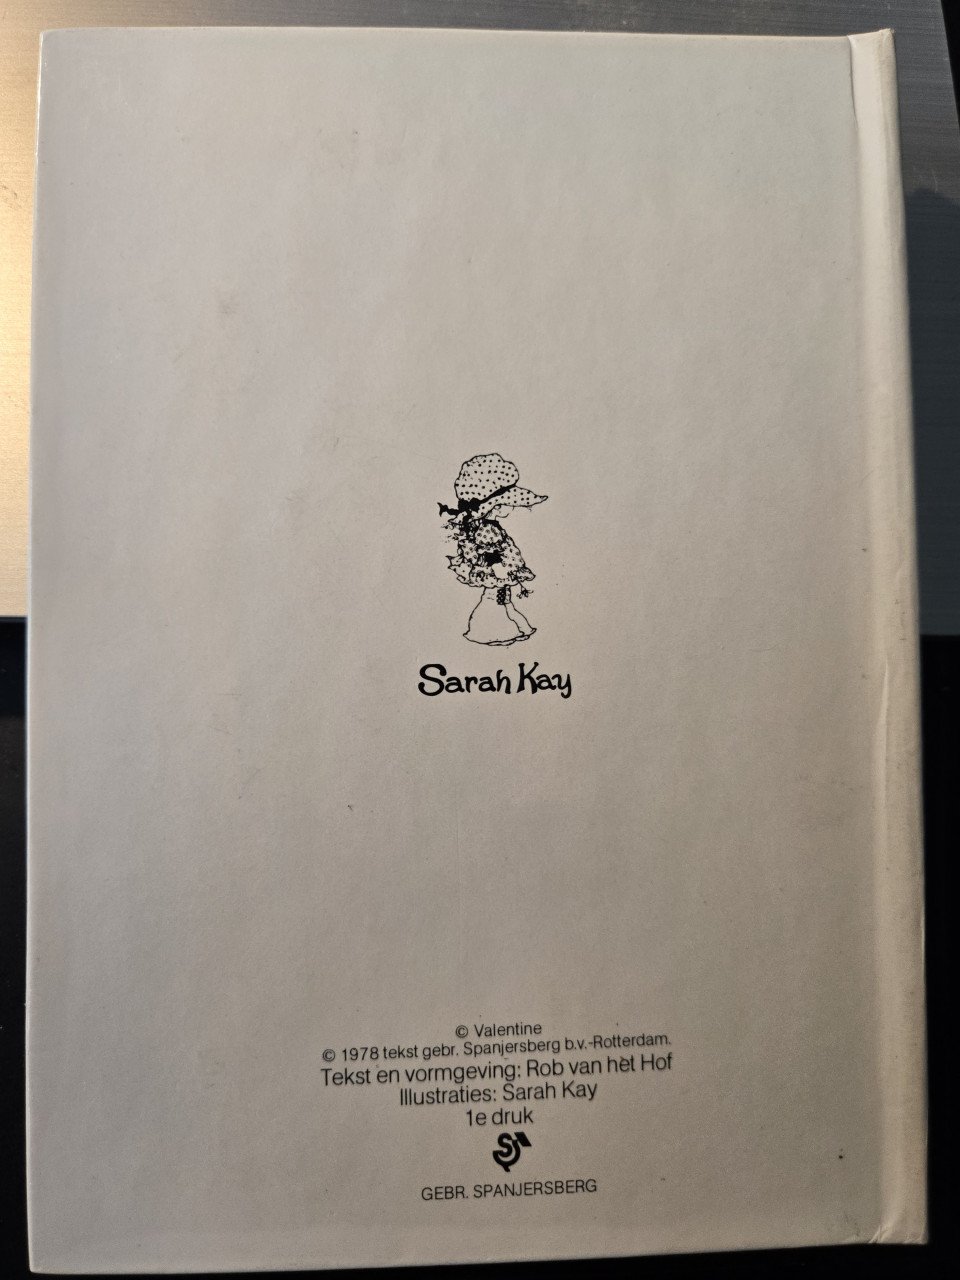 Sarah Kay
© Valentine
© 1978 tekst gebr. Spanjersberg b.v.-Rotterdam.
Tekst en vormgeving: Rob van het Hof
Illustraties: Sarah Kay
1e druk
GEBR. SPANJERSBERG